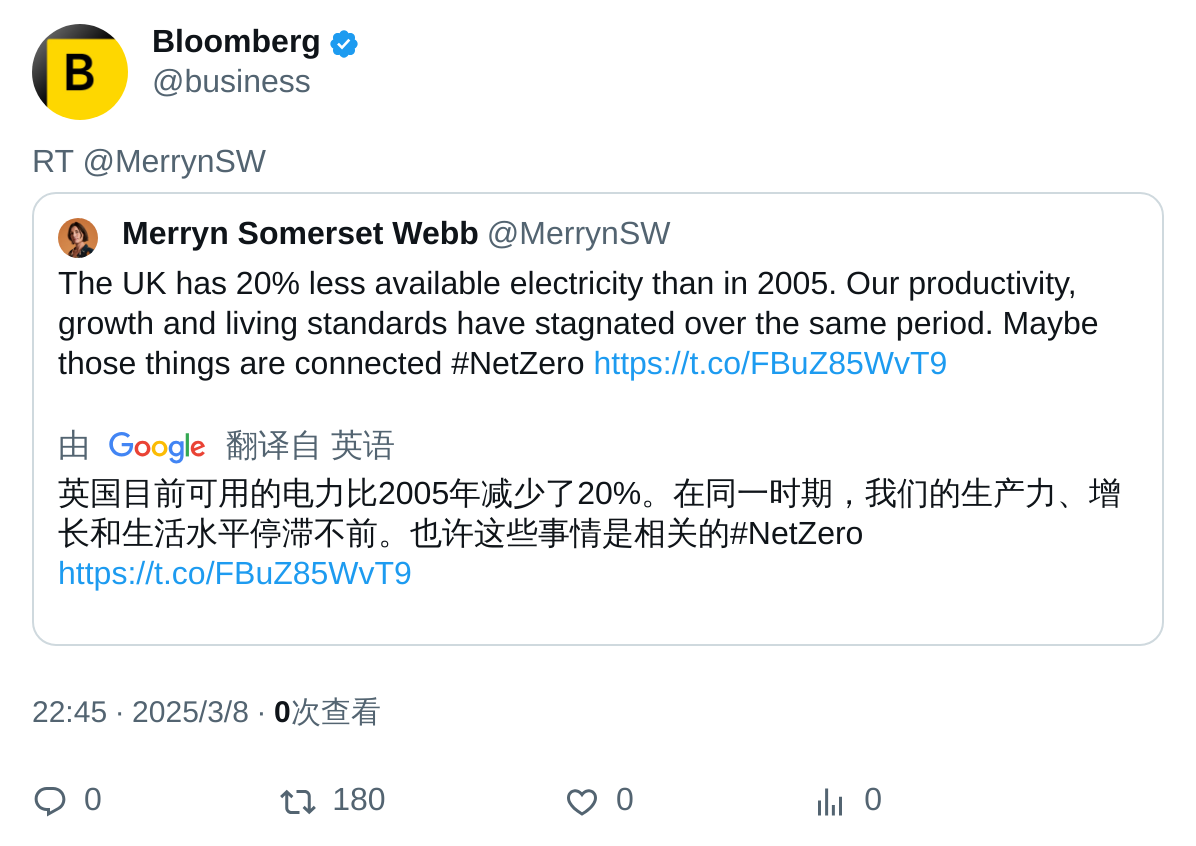 B
Bloomberg
@business
RT @MerrynSW
Merryn Somerset Webb @MerrynSW
The UK has 20% less available electricity than in 2005. Our productivity,
growth and living standards have stagnated over the same period. Maybe
those things are connected #NetZero https://t.co/FBuZ85WvT9
由 Google 翻译自 英语
英国目前可用的电力比2005年减少了20%。在同一时期，我们的生产力、增
长和生活水平停滞不前。也许这些事情是相关的#NetZero
https://t.co/FBuZ85WvT9
22:45 · 2025/3/8 · 0次查看
0 180 0 0